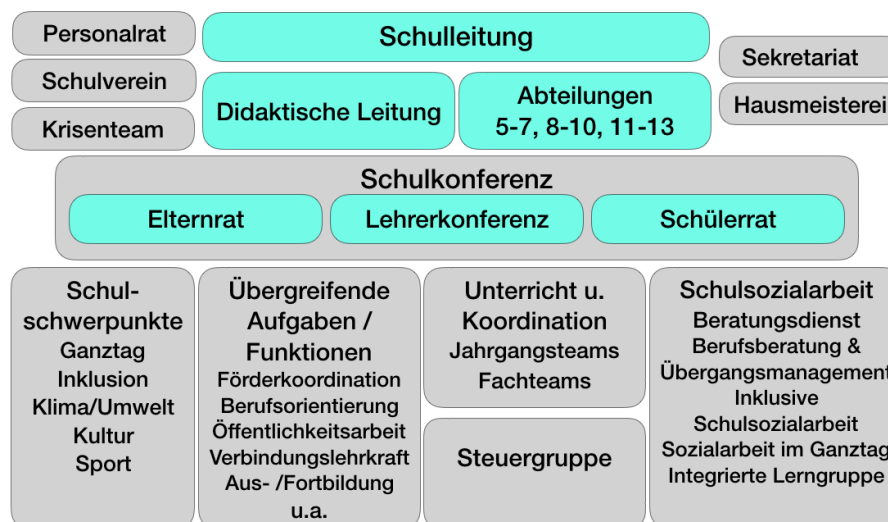 Personalrat
Schulverein
Krisenteam
Schulleitung
Didaktische Leitung
Abteilungen
5-7, 8-10, 11-13
Sekretariat
Hausmeisterei
Schulkonferenz
Elternrat
Lehrerkonferenz
Schülerrat
Schul-
schwerpunkte
Ganztag
Inklusion
Klima/Umwelt
Kultur
Sport
Übergreifende
Aufgaben /
Funktionen
Förderkoordination
Berufsorientierung
Öffentlichkeitsarbeit
Verbindungslehrkraft
Aus- /Fortbildung
u.a.
Unterricht u.
Koordination
Jahrgangsteams
Fachteams
Steuergruppe
Schulsozialarbeit
Beratungsdienst
Berufsberatung &
Übergangsmanagement
Inklusive
Schulsozialarbeit
Sozialarbeit im Ganztag
Integrierte Lerngruppe